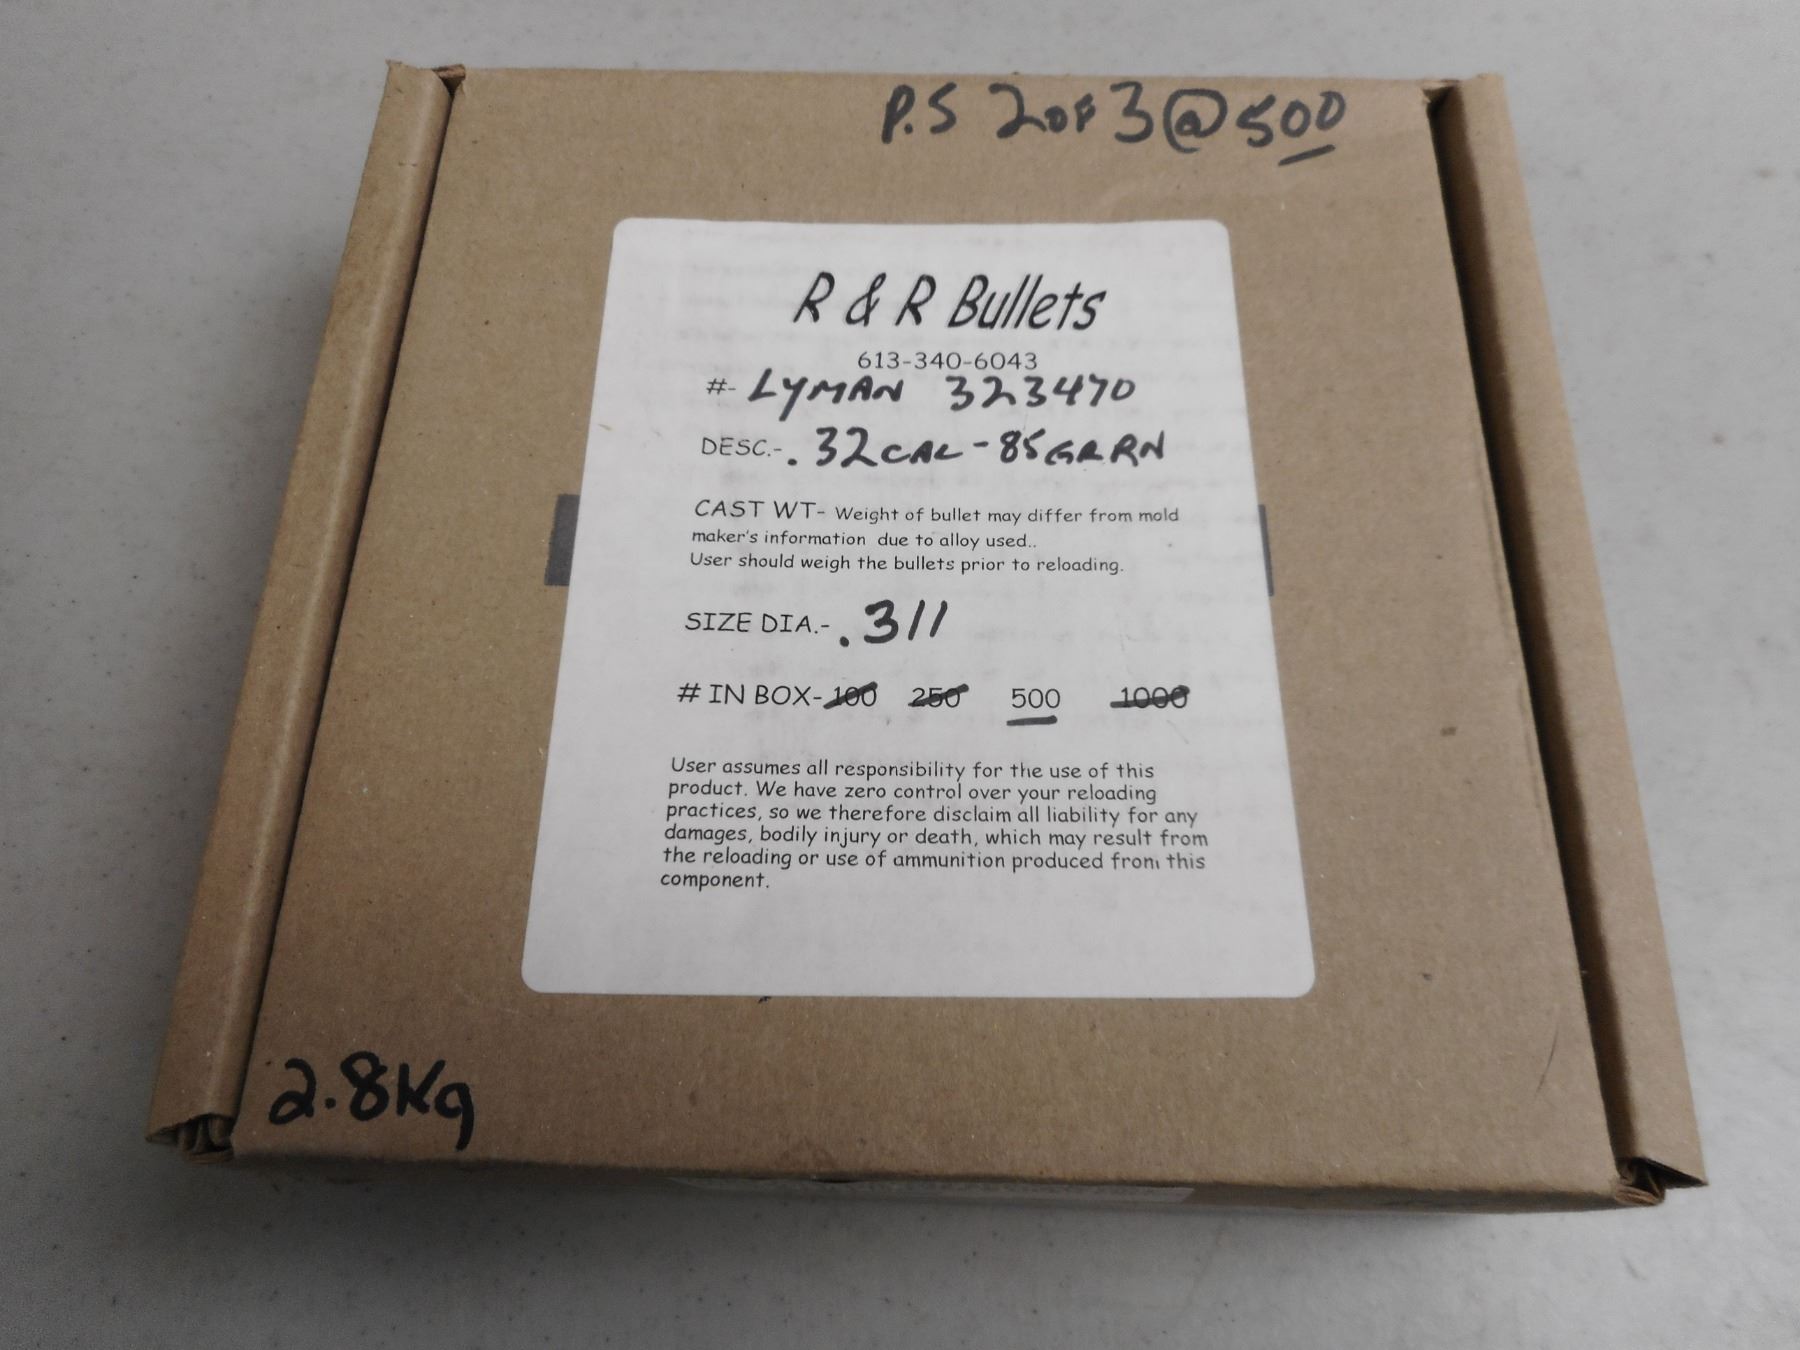 P.S 2 OF 3 @ 500
R & R Bullets
613-340-6043
#- LYMAN 323470
DESC.- .32 CAL - 85 GR RN
CAST WT- Weight of bullet may differ from mold
maker's information due to alloy used..
User should weigh the bullets prior to reloading.
SIZE DIA.- .311
# IN BOX- 100 250 500 1000
User assumes all responsibility for the use of this
product. We have zero control over your reloading
practices, so we therefore disclaim all liability for any
damages, bodily injury or death, which may result from
the reloading or use of ammunition produced from this
component.
2.8Kg